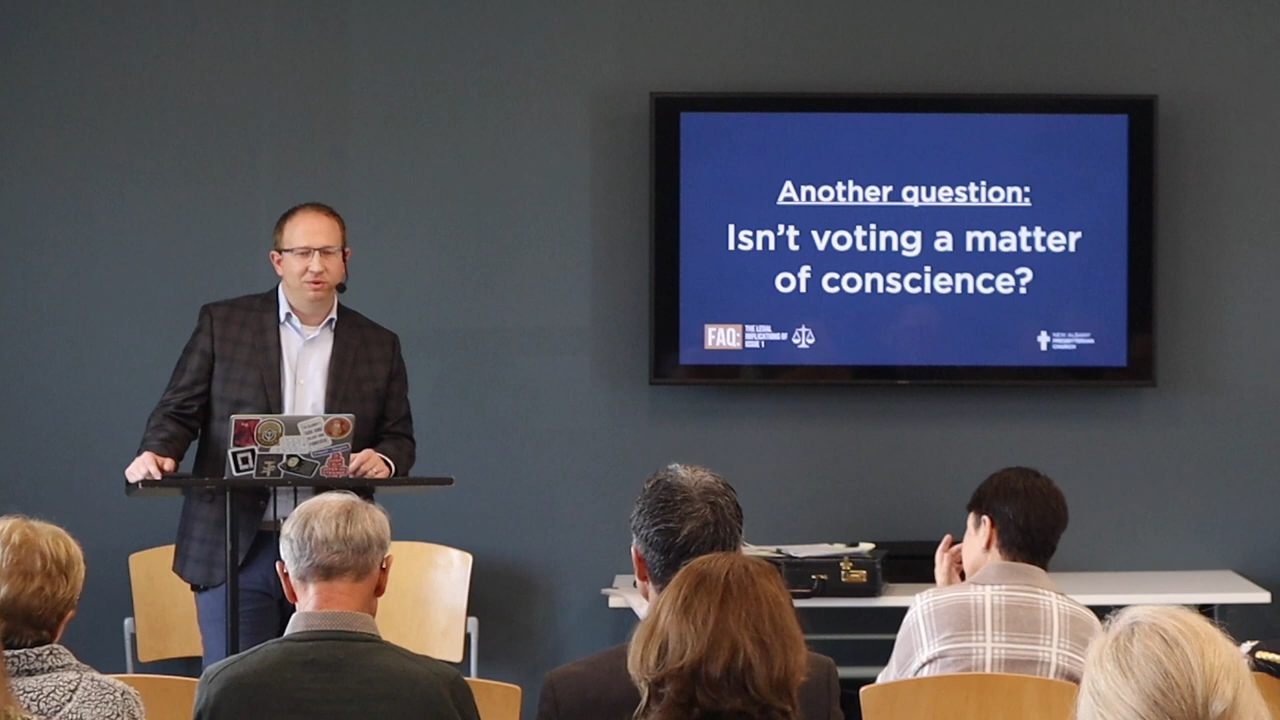 Another question:
Isn't voting a matter
of conscience?
FAQ:
THE LEGAL
IMPLICATIONS OF
ISSUE 1
NEW ALBANY
PRESBYTERIAN
CHURCH